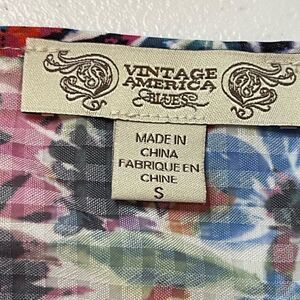 VINTAGE
AMERICA
BLUES
MADE IN
CHINA
FABRIQUE EN
CHINE
S